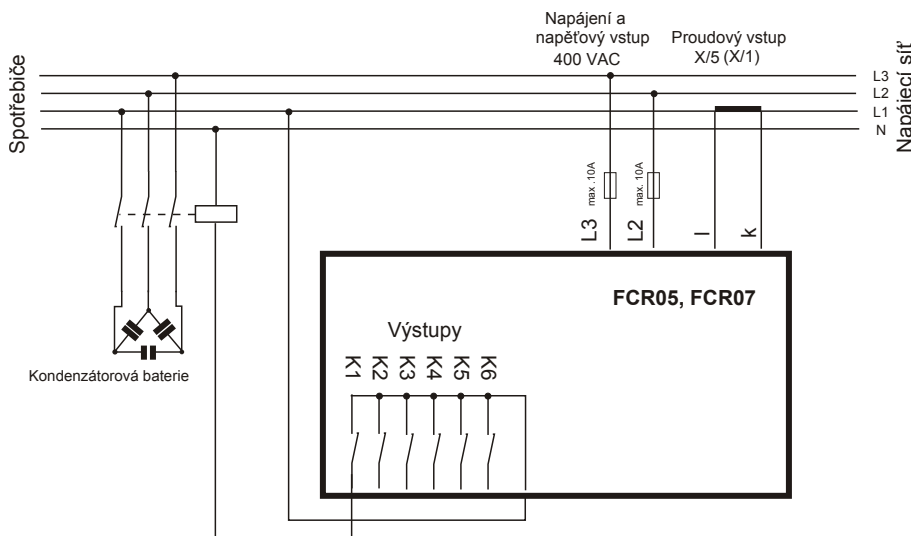 Napájení a
napěťový vstup
400 VAC
Proudový vstup
X/5 (X/1)
Spotřebiče
L3
L2
L1
N
Napájecí síť
max .10A
max .10A
L3
L2
l
k
FCR05, FCR07
Výstupy
K1
K2
K3
K4
K5
K6
Kondenzátorová baterie